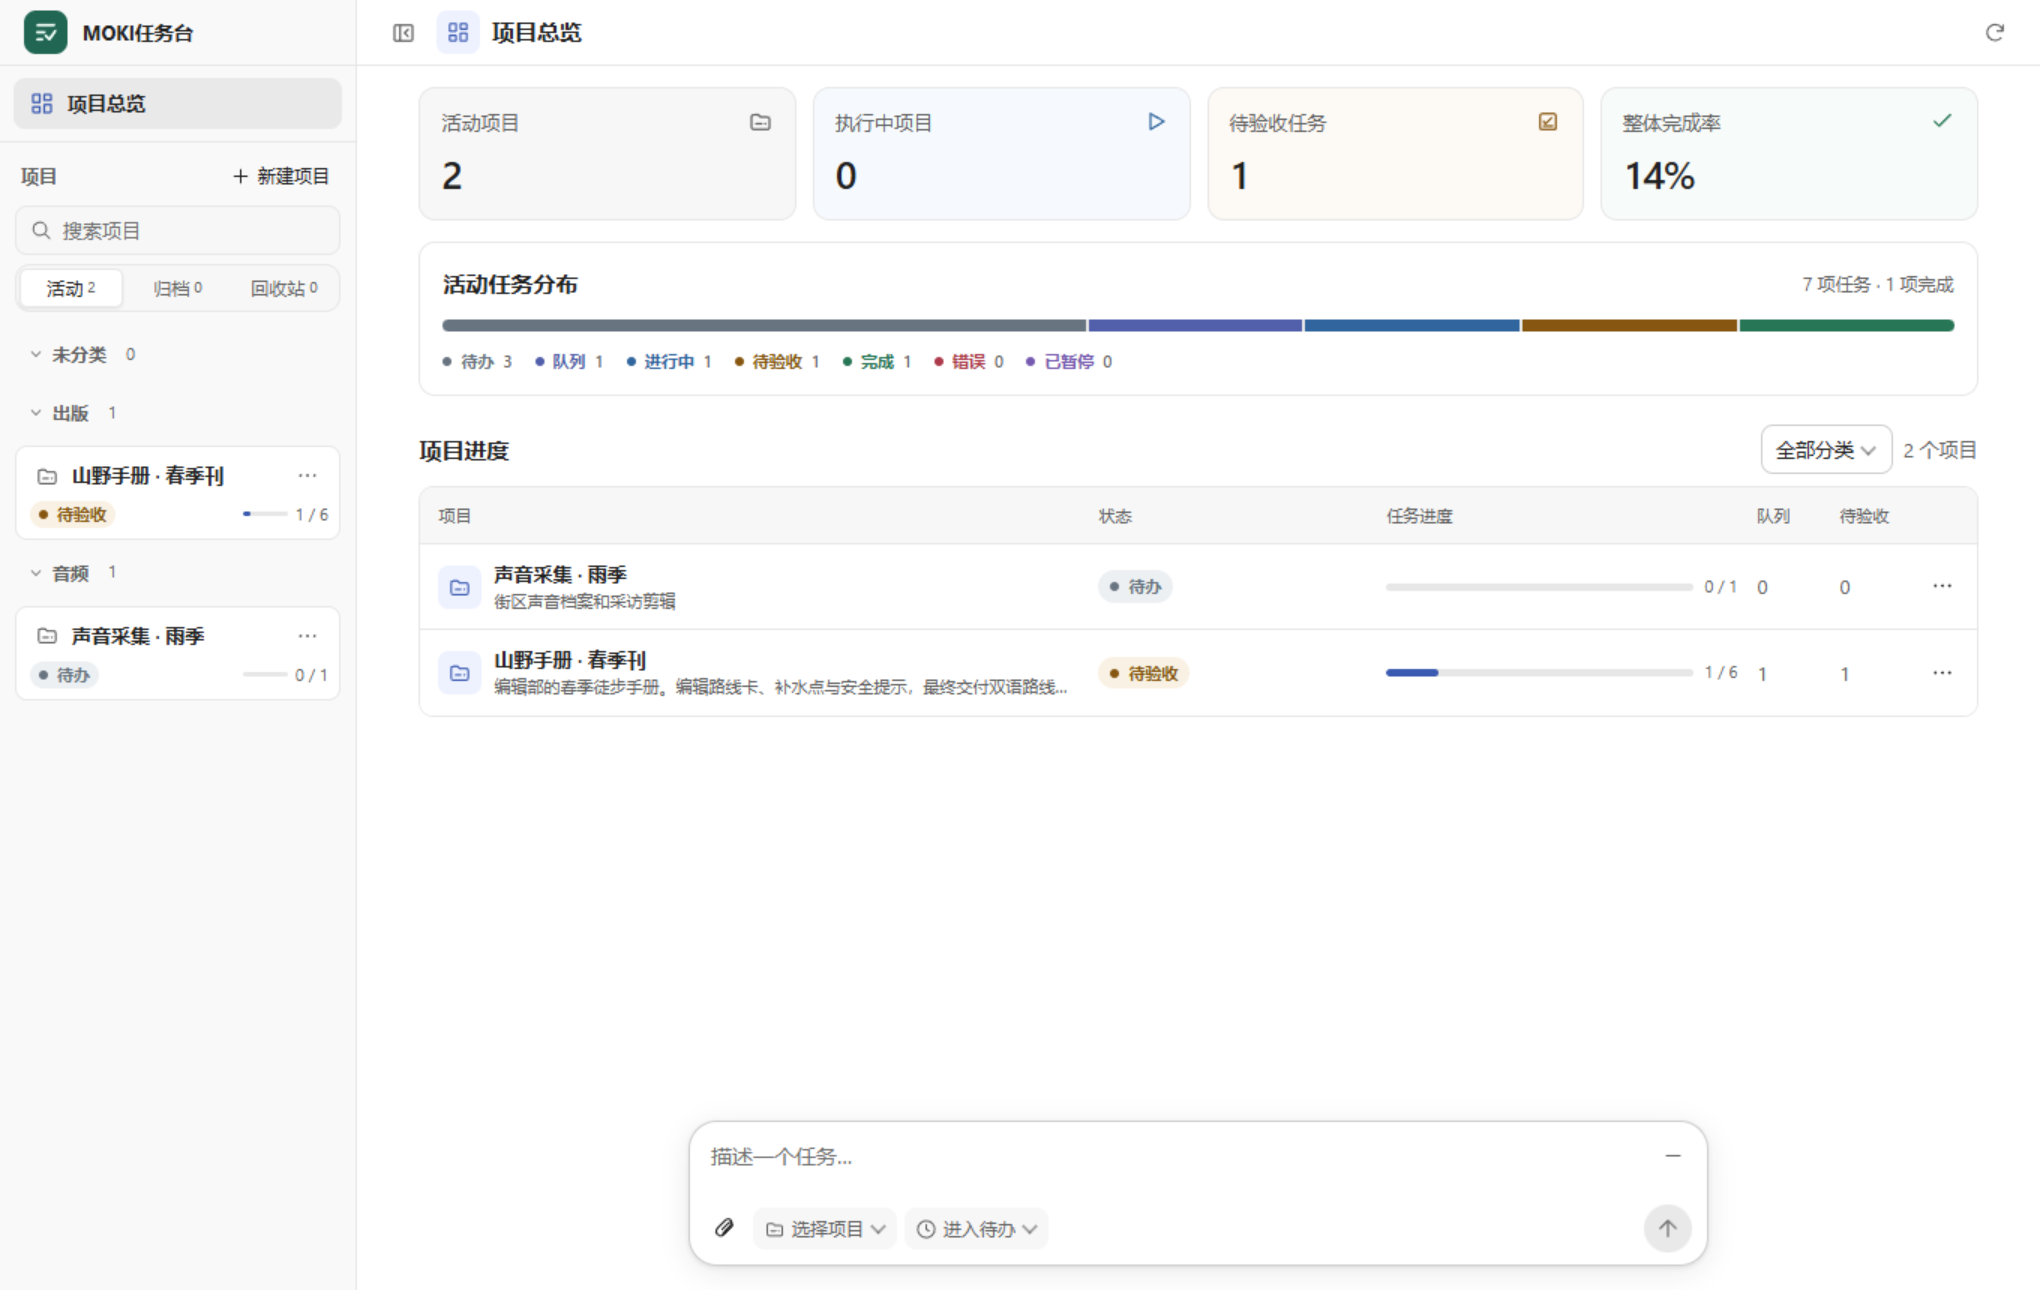 MOKI任务台
项目总览
项目
新建项目
搜索项目
活动 2
归档 0
回收站 0
未分类 0
出版 1
山野手册 · 春季刊
待验收
1 / 6
音频 1
声音采集 · 雨季
待办
0 / 1
项目总览
活动项目
2
执行中项目
0
待验收任务
1
整体完成率
14%
活动任务分布
7 项任务 · 1 项完成
待办 3 队列 1 进行中 1 待验收 1 完成 1 错误 0 已暂停 0
项目进度
全部分类
2 个项目
项目 状态 任务进度 队列 待验收
声音采集 · 雨季
街区声音档案和采访剪辑
待办
0 / 1
0
0
山野手册 · 春季刊
编辑部的春季徒步手册。编辑路线卡、补水点与安全提示，最终交付双语路线...
待验收
1 / 6
1
1
描述一个任务...
选择项目
进入待办